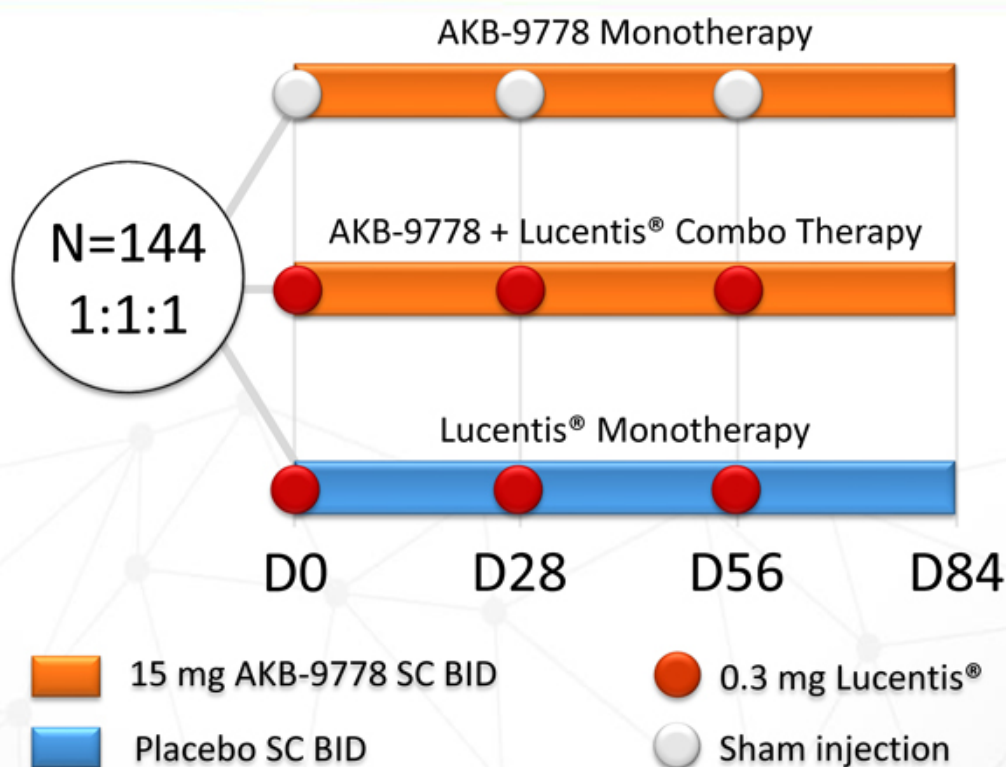 AKB-9778 Monotherapy
N=144
1:1:1
AKB-9778 + Lucentis® Combo Therapy
Lucentis® Monotherapy
D0 D28 D56 D84
15 mg AKB-9778 SC BID
0.3 mg Lucentis®
Placebo SC BID
Sham injection